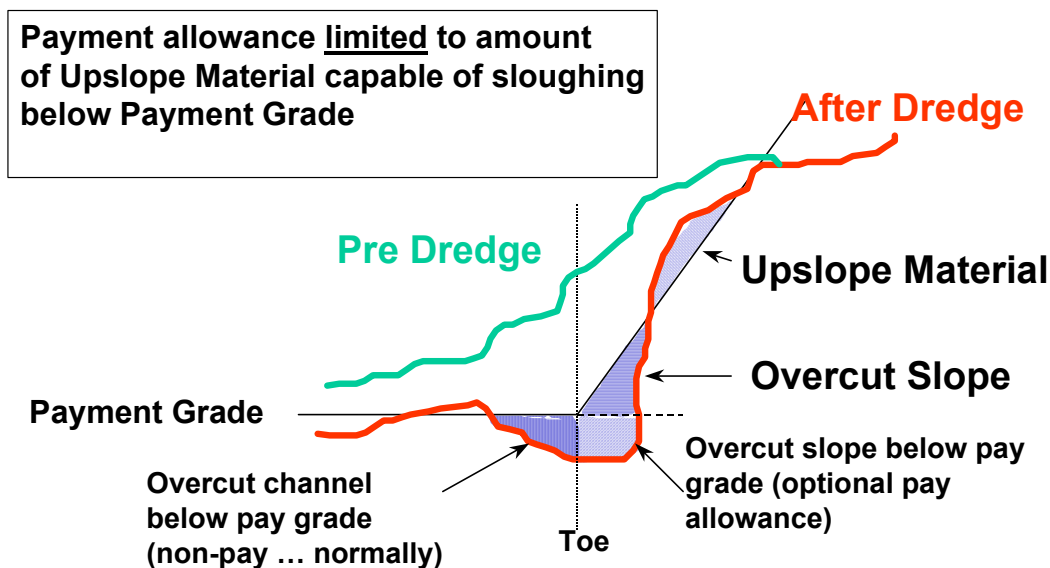 Payment allowance limited to amount
of Upslope Material capable of sloughing
below Payment Grade
After Dredge
Pre Dredge
Upslope Material
Overcut Slope
Payment Grade
Overcut channel
below pay grade
(non-pay … normally)
Toe
Overcut slope below pay
grade (optional pay
allowance)